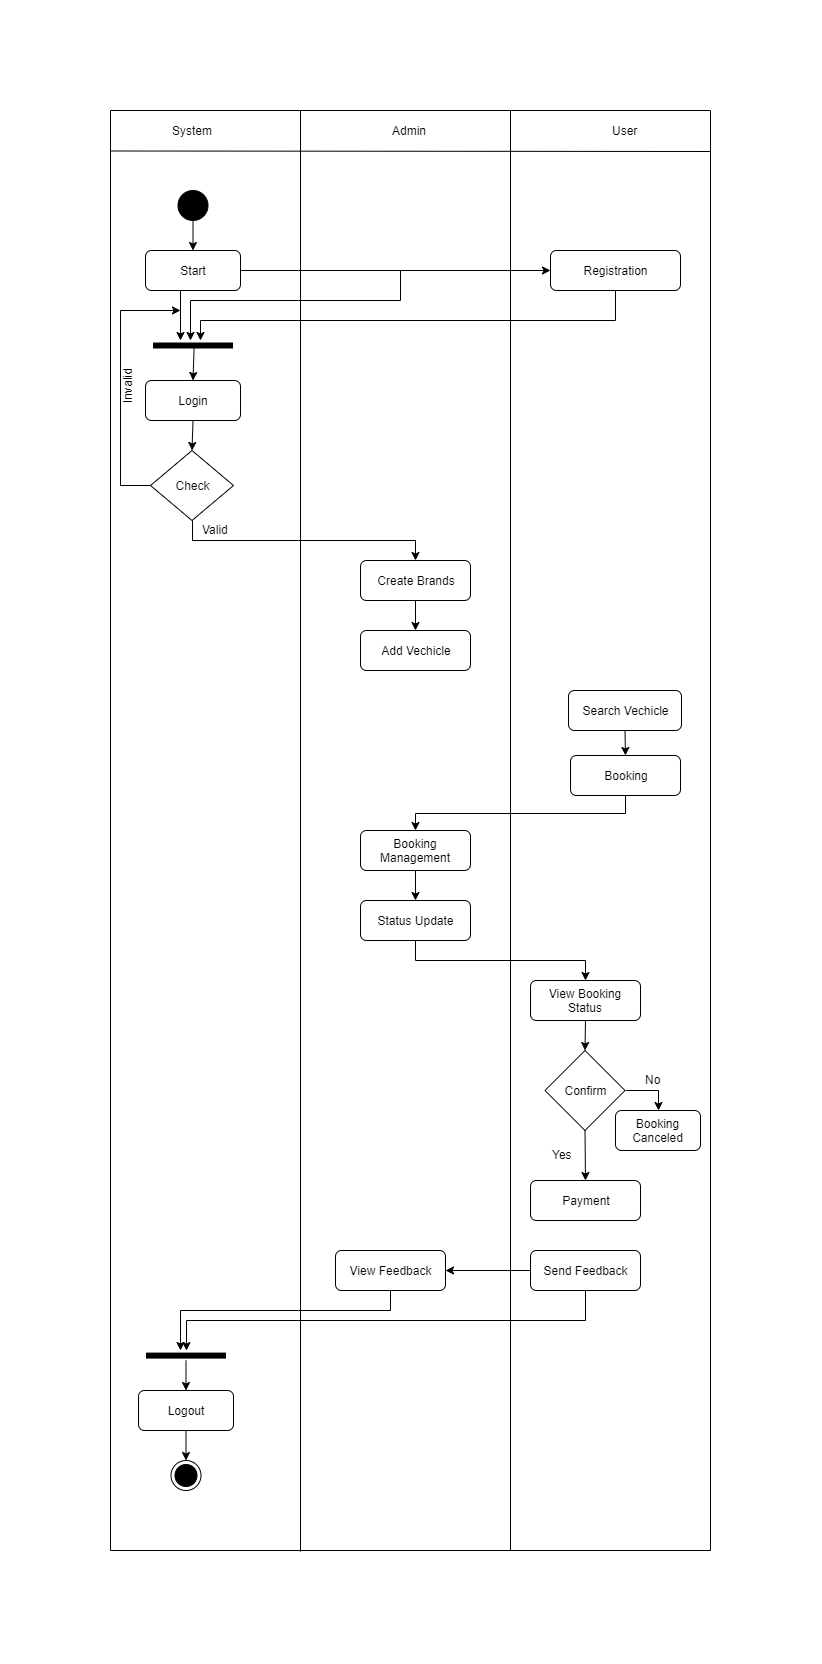 System
Admin
User
Start
Registration
Invalid
Login
Check
Valid
Create Brands
Add Vechicle
Search Vechicle
Booking
Booking
Management
Status Update
View Booking
Status
Confirm
No
Booking
Canceled
Yes
Payment
View Feedback
Send Feedback
Logout